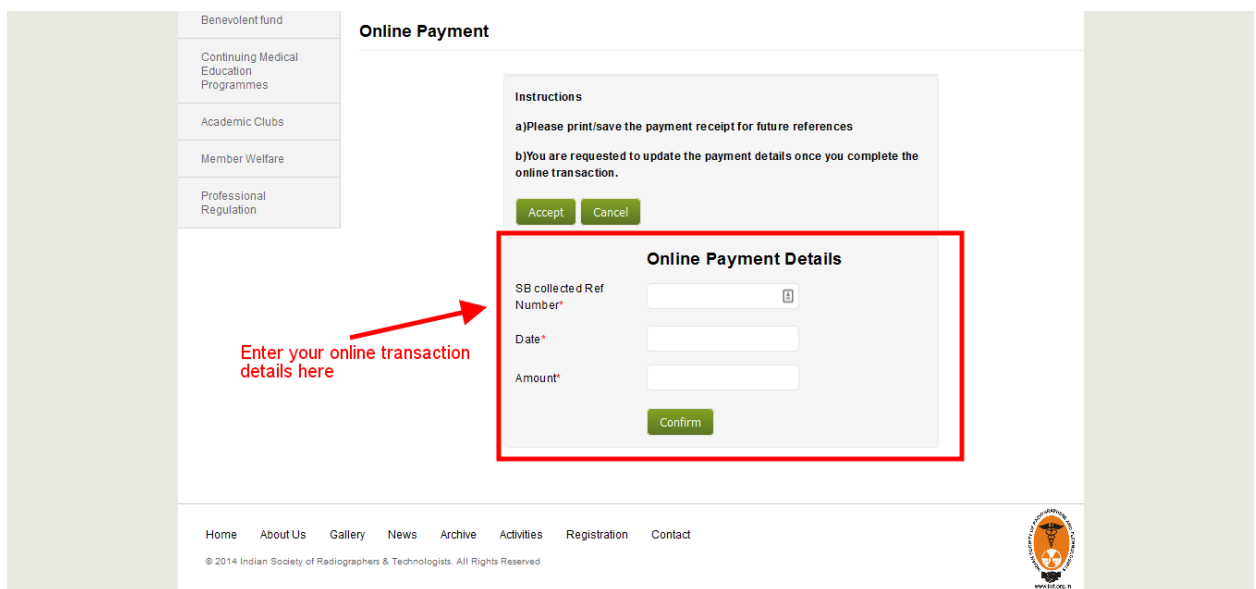 Benevolent fund
Continuing Medical
Education
Programmes
Academic Clubs
Member Welfare
Professional
Regulation
Online Payment
Instructions
a)Please print/save the payment receipt for future references
b)You are requested to update the payment details once you complete the
online transaction.
Accept Cancel
Online Payment Details
SB collected Ref
Number*
Date*
Amount*
Confirm
Enter your online transaction
details here
Home About Us Gallery News Archive Activities Registration Contact
© 2014 Indian Society of Radiographers & Technologists. All Rights Reserved